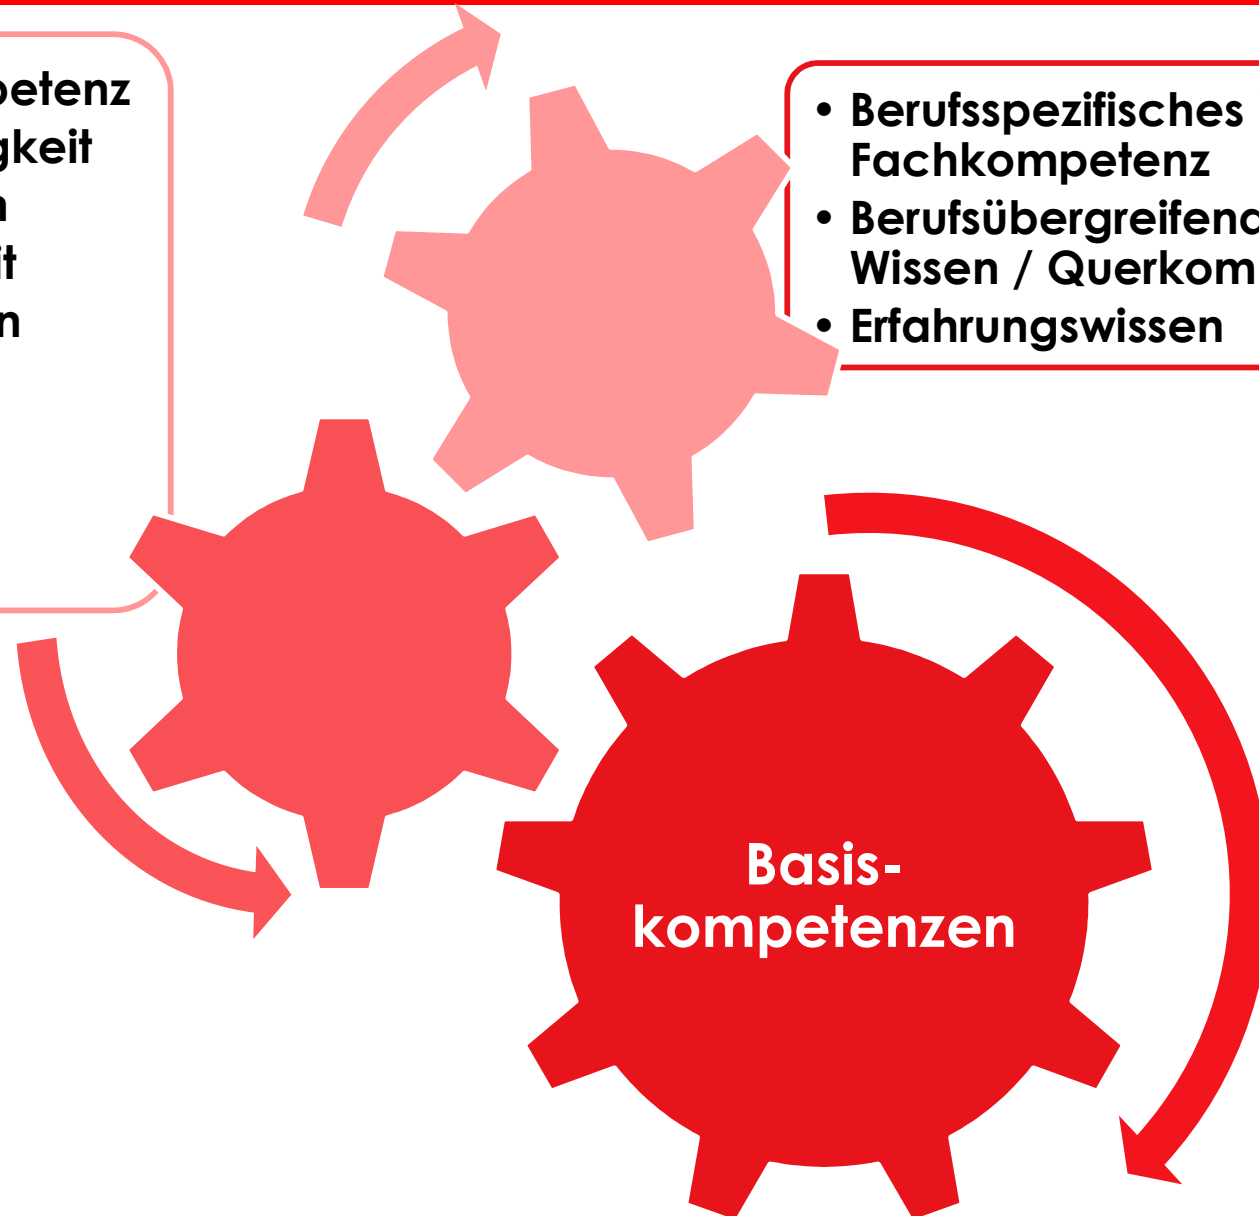 petenz
gkeit
n
it
n
• Berufsspezifisches
Fachkompetenz
• Berufsübergreifend
Wissen / Querkom
• Erfahrungswissen
Basis-
kompetenzen